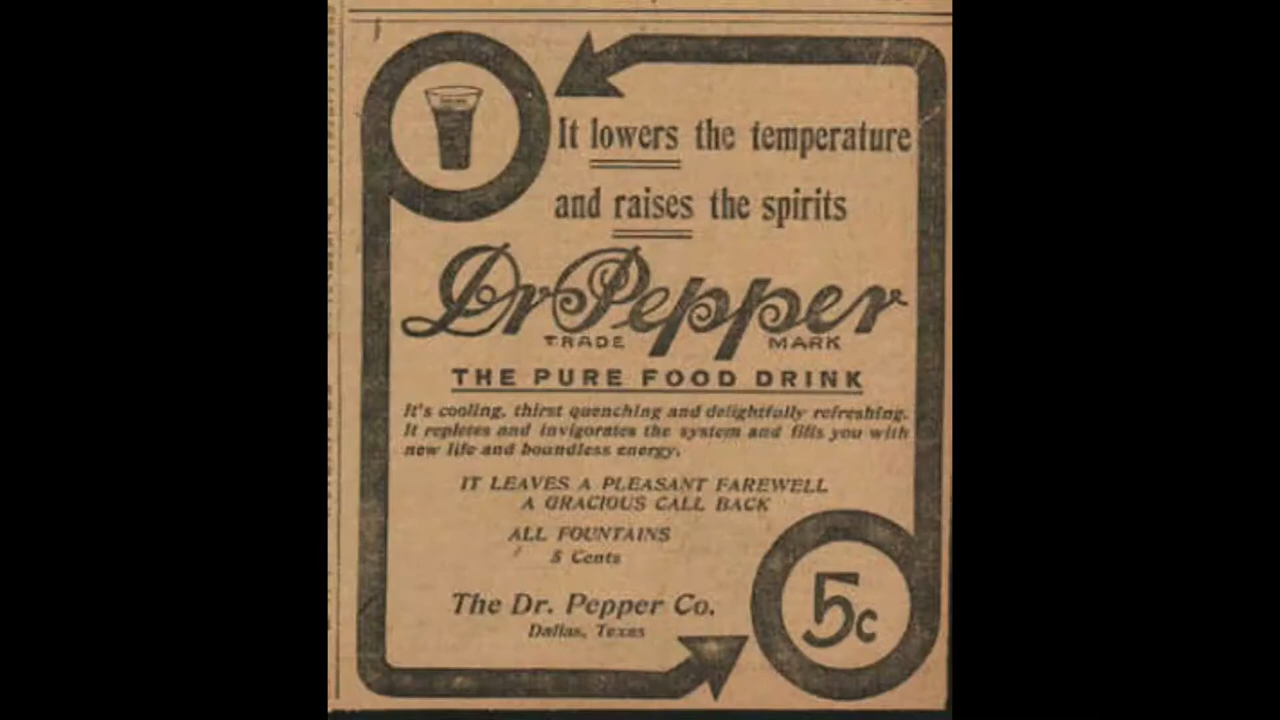 It lowers the temperature
and raises the spirits
Dr Pepper
TRADE MARK
THE PURE FOOD DRINK
It's cooling, thirst quenching and delightfully refreshing.
It repletes and invigorates the system and fills you with
new life and boundless energy.
IT LEAVES A PLEASANT FAREWELL
A GRACIOUS CALL BACK
ALL FOUNTAINS
5 Cents
The Dr. Pepper Co.
Dallas, Texas
5c